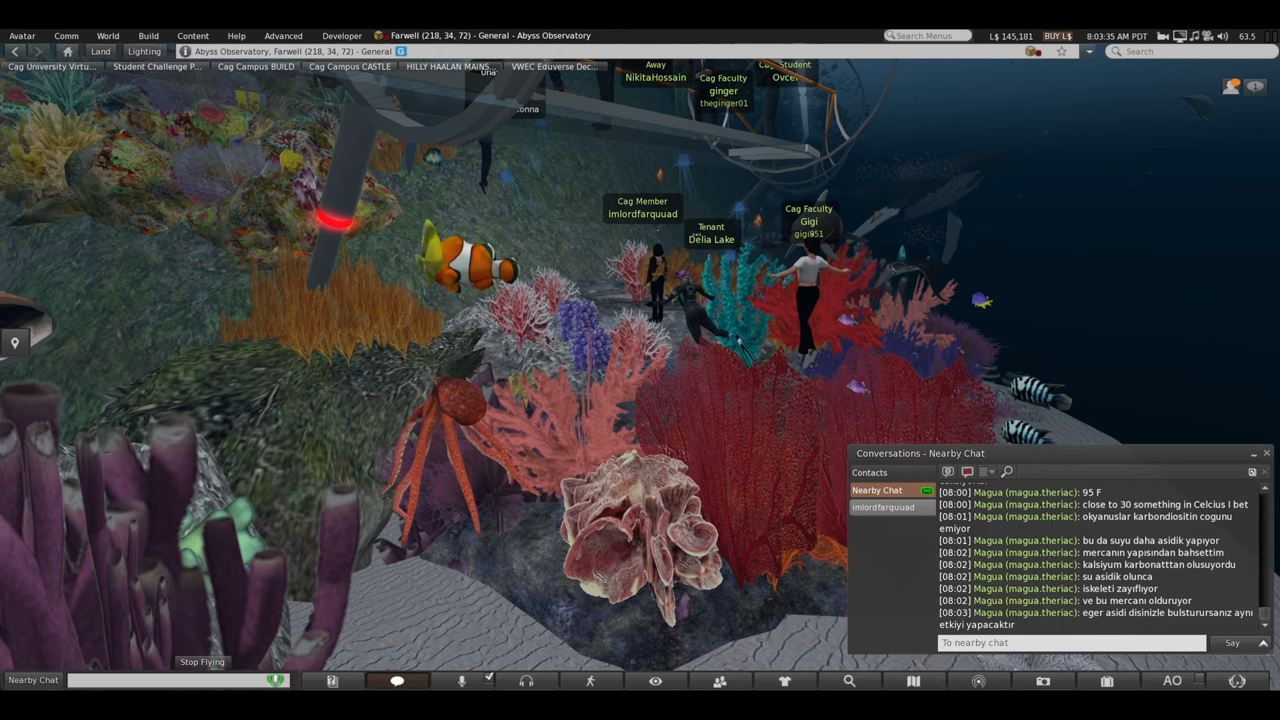 Avatar Comm World Build Content Help Advanced Developer Farwell (218, 34, 72) - General - Abyss Observatory Search Menus L$ 145,181 BUY L$ 8:03:35 AM PDT 63.5
Land Lighting Abyss Observatory, Farwell (218, 34, 72) - General G Search
Cag University Virtu... Student Challenge P... Cag Campus BUILD Cag Campus CASTLE HILLY HAALAN MAINS... VWEC Eduverse Dec...
Away
NikitaHossain
Cag Faculty
ginger
theginger01
Cag Student
Ovcer
1
Cag Member
imlordfarquuad
Tenant
Delia Lake
Cag Faculty
Gigi
gigi851
Conversations - Nearby Chat
Contacts
Nearby Chat
imlordfarquuad
[08:00] Magua (magua.theriac): 95 F
[08:00] Magua (magua.theriac): close to 30 something in Celcius I bet
[08:01] Magua (magua.theriac): okyanuslar karbondiositin cogunu
emiyor
[08:01] Magua (magua.theriac): bu da suyu daha asidik yapıyor
[08:02] Magua (magua.theriac): mercanın yapısından bahsettim
[08:02] Magua (magua.theriac): kalsiyum karbonatttan olusuyordu
[08:02] Magua (magua.theriac): su asidik olunca
[08:02] Magua (magua.theriac): iskeleti zayıflıyor
[08:02] Magua (magua.theriac): ve bu mercanı olduruyor
[08:03] Magua (magua.theriac): eger asidi disinizle bulsturursanız aynı
etkiyi yapacaktır
To nearby chat Say
Stop Flying
Nearby Chat AO